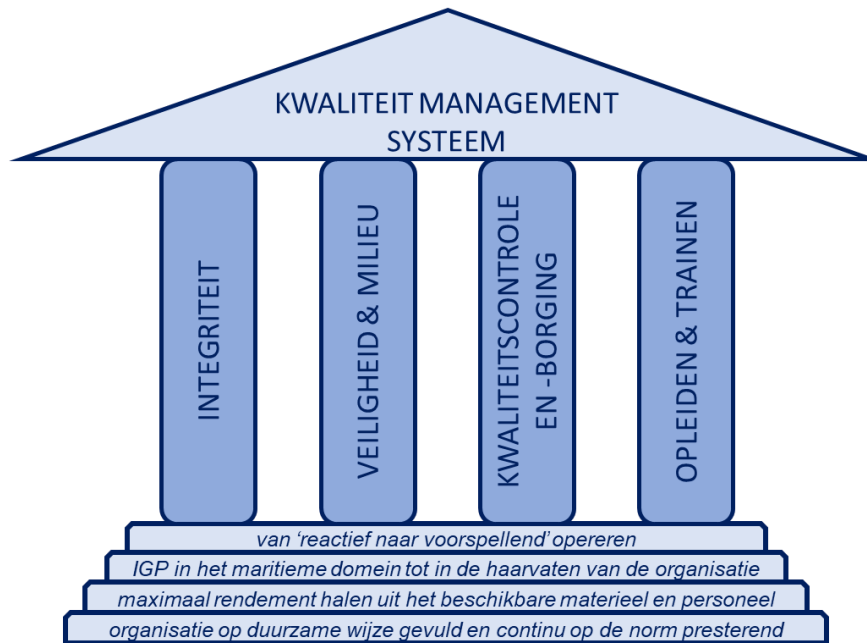 KWALITEIT MANAGEMENT
SYSTEEM
INTEGRITEIT
VEILIGHEID & MILIEU
KWALITEITSCONTROLE
EN -BORGING
OPLEIDEN & TRAINEN
van ‘reactief naar voorspellend’ opereren
IGP in het maritieme domein tot in de haarvaten van de organisatie
maximaal rendement halen uit het beschikbare materieel en personeel
organisatie op duurzame wijze gevuld en continu op de norm presterend